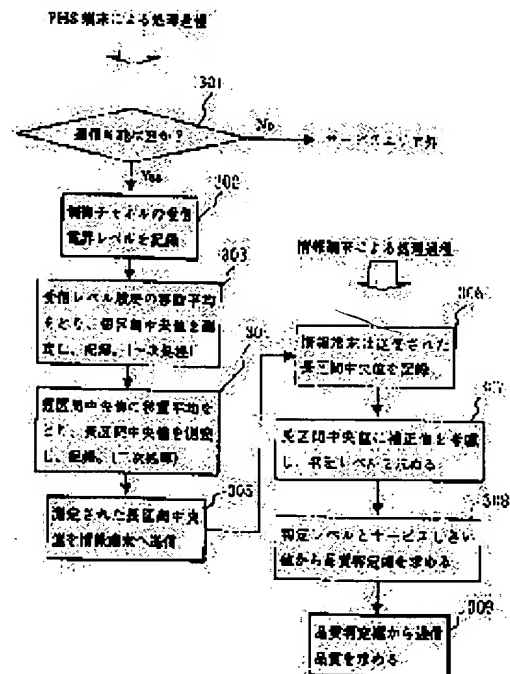 PHS端末による処理過程
301
通信可能状態か?
No
サービスエリア外
Yes
302
制御チャネルの受信
電界レベルを記録
303
受信レベル
の移動平均
をとり、短区間中央値を測
定し、記録。(一次処理)
短区間中央値に移動平均を
とり、長区間中央値を
し、記録。(二次処理)
305
測定された長区間中央
値を情報端末へ送信
情報端末による処理過程
306
情報端末は送信された
長区間中央値を記録
長区間中央値に補正値を考慮
し、判定レベルを求める
308
判定レベルとサービスしきい
値から品質判定値を求める
309
品質判定値から通信
品質を求める